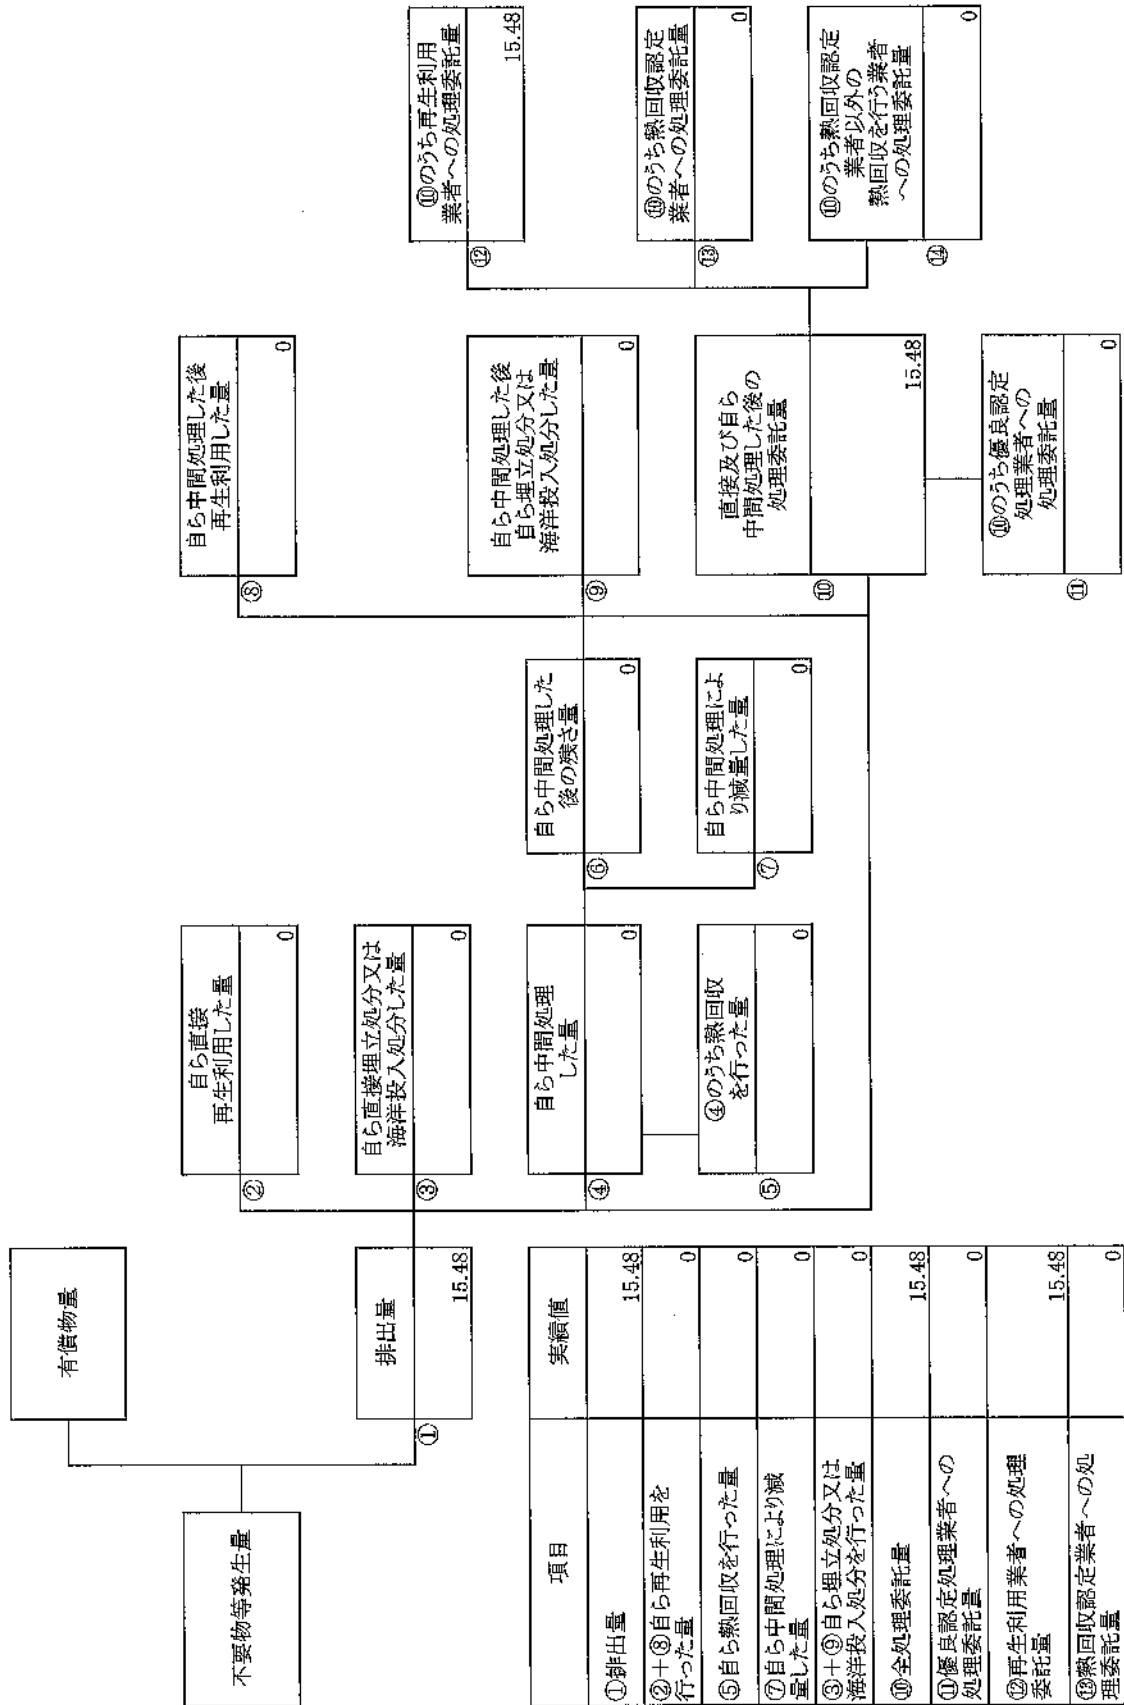 不要物等発生量
有償物量
①
排出量
15.48
②
自ら直接
再生利用した量
0
③
自ら直接埋立処分又は
海洋投入処分した量
0
④
自ら中間処理
した量
0
⑤
④のうち熱回収
を行った量
0
⑥
自ら中間処理した
後の残さ量
0
⑦
自ら中間処理によ
り減量した量
0
⑧
自ら中間処理した後
再生利用した量
0
⑨
自ら中間処理した後
自ら埋立処分又は
海洋投入処分した量
0
⑩
直接及び自ら
中間処理した後の
処理委託量
15.48
⑪
⑩のうち優良認定
処理業者への
処理委託量
0
⑫
⑩のうち再生利用
業者への処理委託量
15.48
⑬
⑩のうち熱回収認定
業者への処理委託量
0
⑭
⑩のうち熱回収認定
業者以外の
熱回収を行う業者
への処理委託量
0
項目 実績値
①排出量 15.48
②+⑧自ら再生利用を
行った量 0
⑤自ら熱回収を行った量 0
⑦自ら中間処理により減
量した量 0
③+⑨自ら埋立処分又は
海洋投入処分を行った量 0
⑩全処理委託量 15.48
⑪優良認定処理業者への
処理委託量 0
⑫再生利用業者への処理
委託量 15.48
⑬熱回収認定業者への処
理委託量 0